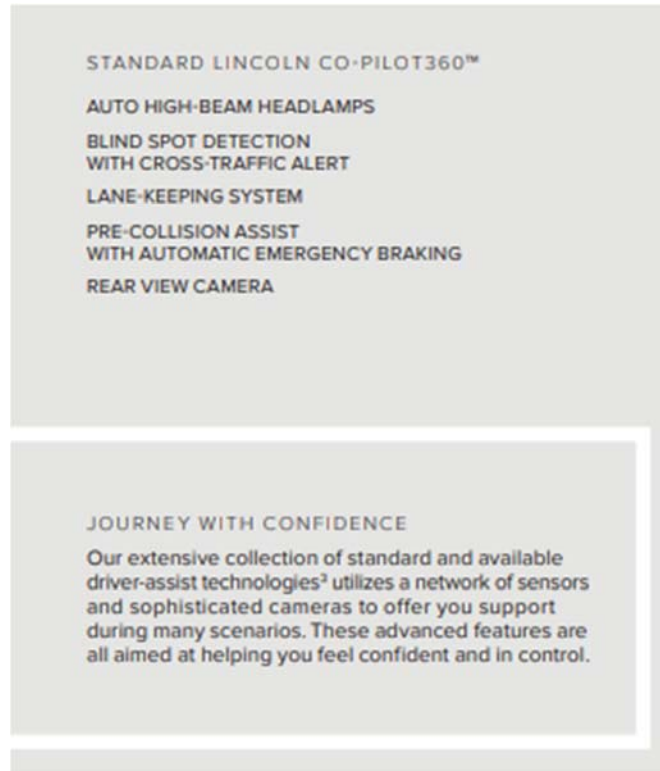 STANDARD LINCOLN CO-PILOT360™
AUTO HIGH-BEAM HEADLAMPS
BLIND SPOT DETECTION
WITH CROSS-TRAFFIC ALERT
LANE-KEEPING SYSTEM
PRE-COLLISION ASSIST
WITH AUTOMATIC EMERGENCY BRAKING
REAR VIEW CAMERA
JOURNEY WITH CONFIDENCE
Our extensive collection of standard and available
driver-assist technologies³ utilizes a network of sensors
and sophisticated cameras to offer you support
during many scenarios. These advanced features are
all aimed at helping you feel confident and in control.